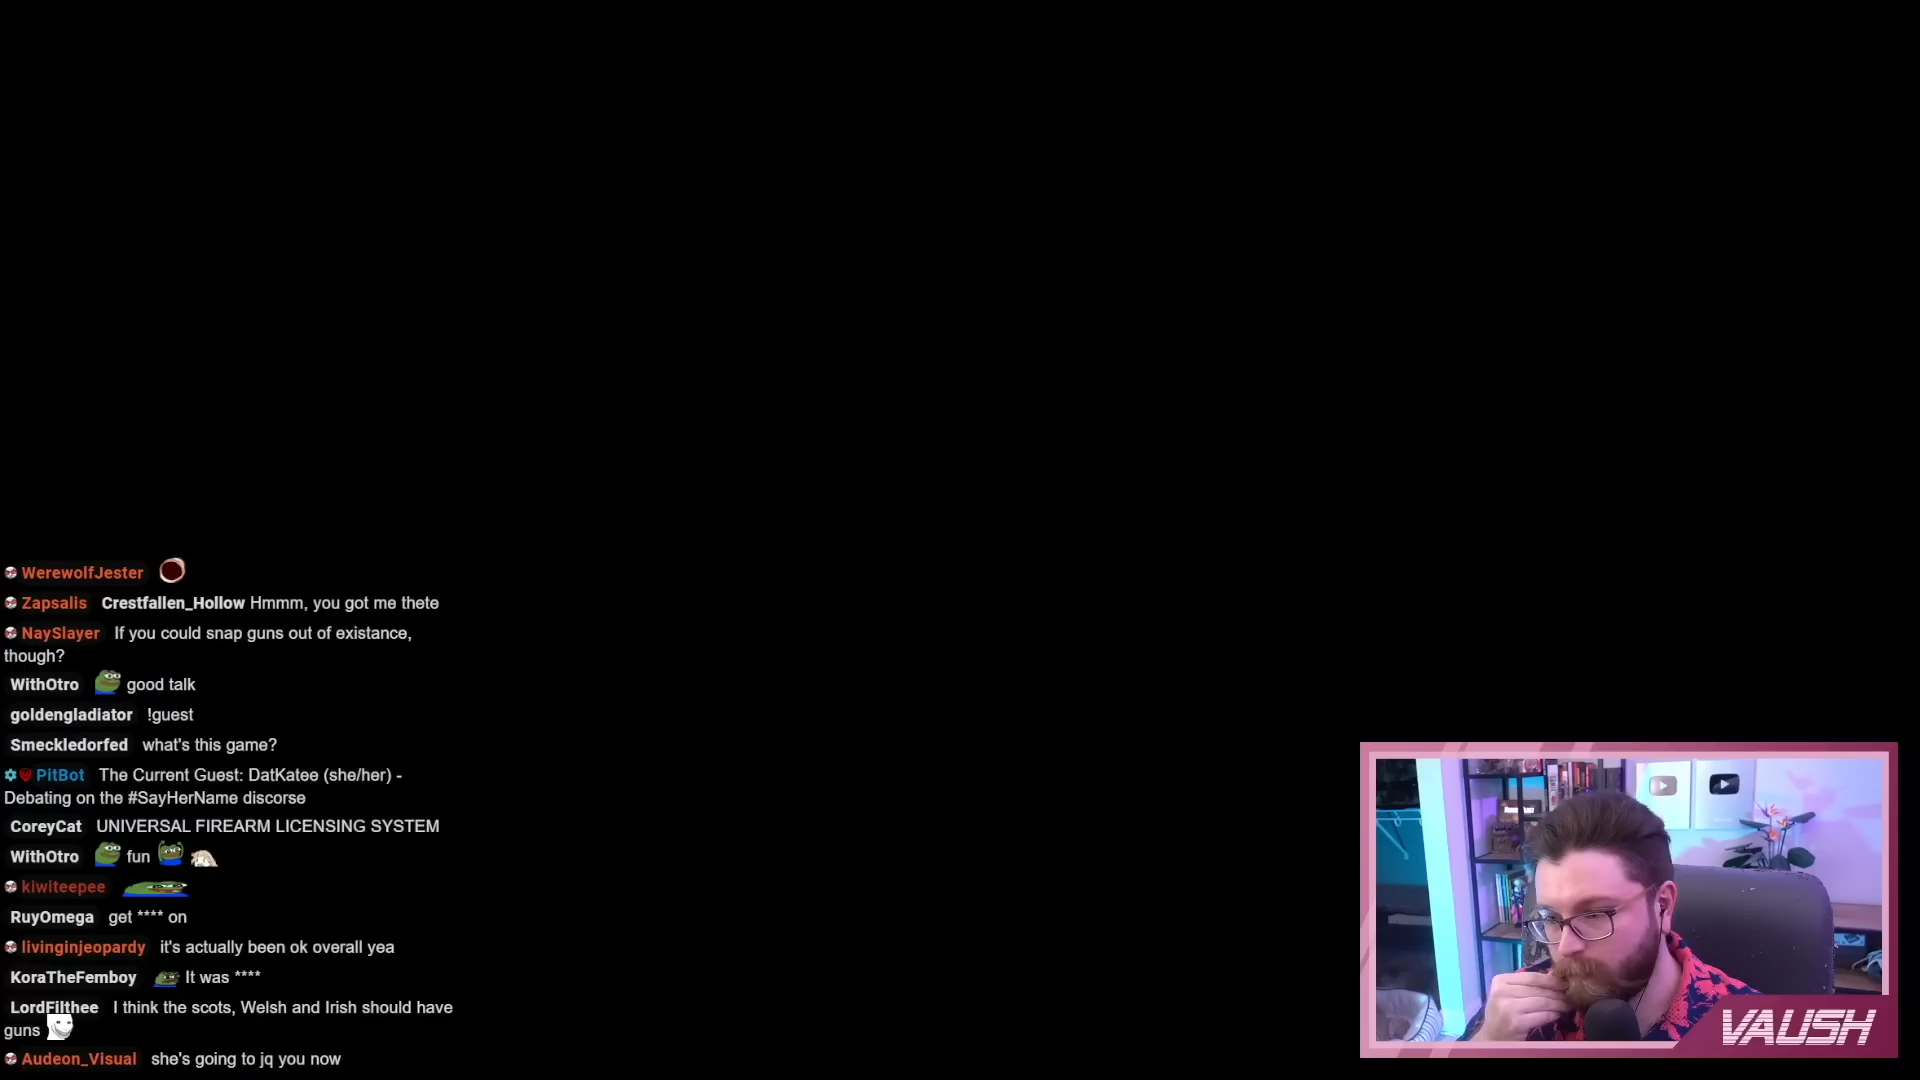 WerewolfJester
Zapsalis Crestfallen_Hollow Hmmm, you got me thete
NaySlayer If you could snap guns out of existance,
though?
WithOtro good talk
goldengladiator !guest
Smeckledorfed what's this game?
PitBot The Current Guest: DatKatee (she/her) -
Debating on the #SayHerName discorse
CoreyCat UNIVERSAL FIREARM LICENSING SYSTEM
WithOtro fun
kiwiteepee
RuyOmega get **** on
livinginjeopardy it's actually been ok overall yea
KoraTheFemboy It was ****
LordFilthee I think the scots, Welsh and Irish should have
guns
Audeon_Visual she's going to jq you now
VAUSH